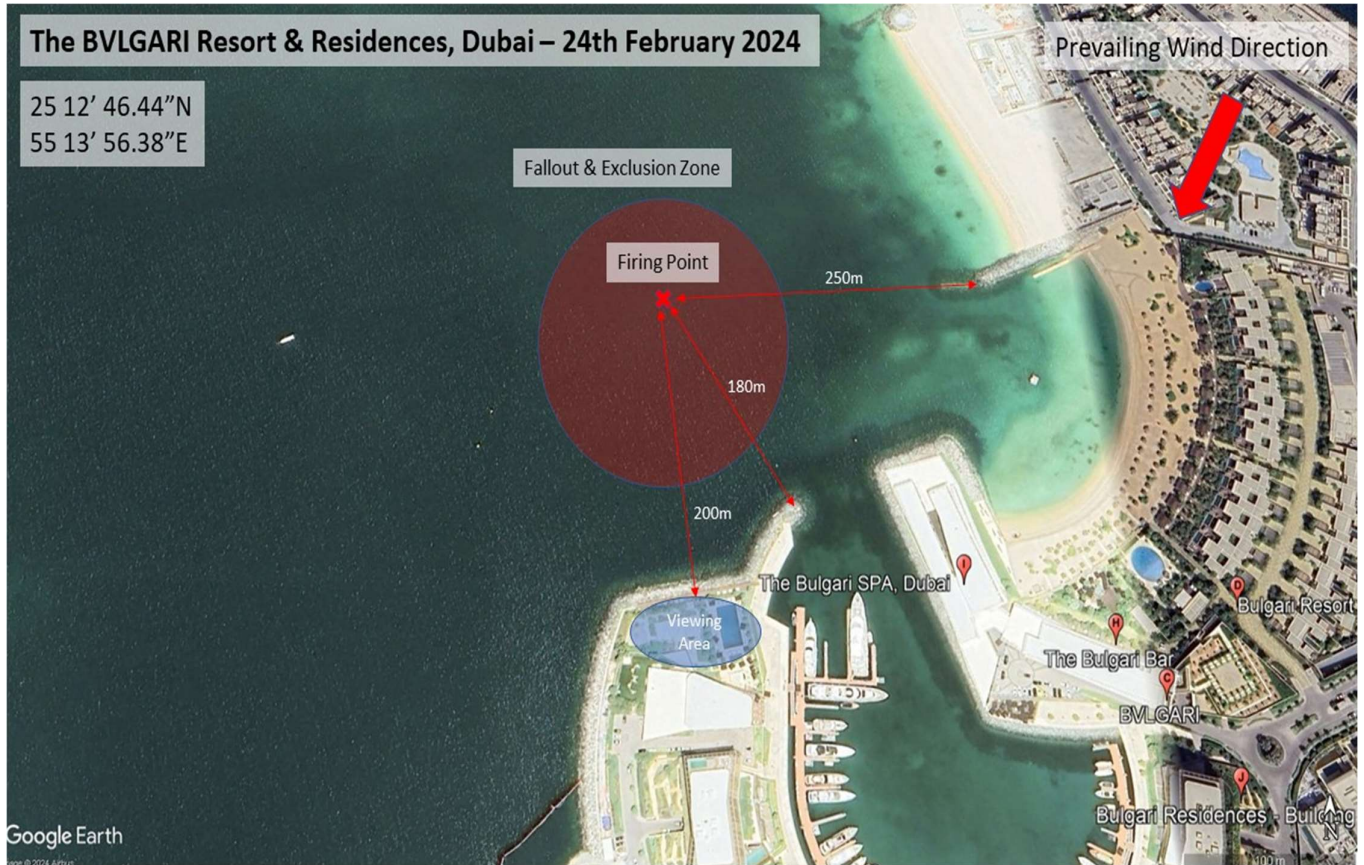 The BVLGARI Resort & Residences, Dubai – 24th February 2024
Prevailing Wind Direction
25 12’ 46.44”N
55 13’ 56.38”E
Fallout & Exclusion Zone
Firing Point
250m
180m
200m
The Bulgari SPA, Dubai
I
Viewing
Area
D
Bulgari Resort
H
The Bulgari Bar
C
BVLGARI
J
Bulgari Residences - Building
N
Google Earth
100 m